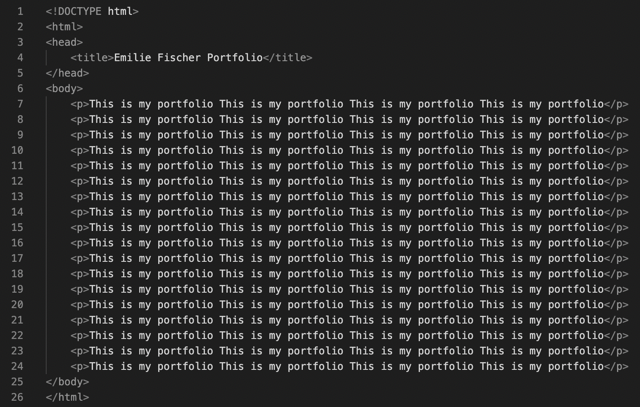 1 <!DOCTYPE html>
2 <html>
3 <head>
4 <title>Emilie Fischer Portfolio</title>
5 </head>
6 <body>
7 <p>This is my portfolio This is my portfolio This is my portfolio This is my portfolio</p>
8 <p>This is my portfolio This is my portfolio This is my portfolio This is my portfolio</p>
9 <p>This is my portfolio This is my portfolio This is my portfolio This is my portfolio</p>
10 <p>This is my portfolio This is my portfolio This is my portfolio This is my portfolio</p>
11 <p>This is my portfolio This is my portfolio This is my portfolio This is my portfolio</p>
12 <p>This is my portfolio This is my portfolio This is my portfolio This is my portfolio</p>
13 <p>This is my portfolio This is my portfolio This is my portfolio This is my portfolio</p>
14 <p>This is my portfolio This is my portfolio This is my portfolio This is my portfolio</p>
15 <p>This is my portfolio This is my portfolio This is my portfolio This is my portfolio</p>
16 <p>This is my portfolio This is my portfolio This is my portfolio This is my portfolio</p>
17 <p>This is my portfolio This is my portfolio This is my portfolio This is my portfolio</p>
18 <p>This is my portfolio This is my portfolio This is my portfolio This is my portfolio</p>
19 <p>This is my portfolio This is my portfolio This is my portfolio This is my portfolio</p>
20 <p>This is my portfolio This is my portfolio This is my portfolio This is my portfolio</p>
21 <p>This is my portfolio This is my portfolio This is my portfolio This is my portfolio</p>
22 <p>This is my portfolio This is my portfolio This is my portfolio This is my portfolio</p>
23 <p>This is my portfolio This is my portfolio This is my portfolio This is my portfolio</p>
24 <p>This is my portfolio This is my portfolio This is my portfolio This is my portfolio</p>
25 </body>
26 </html>